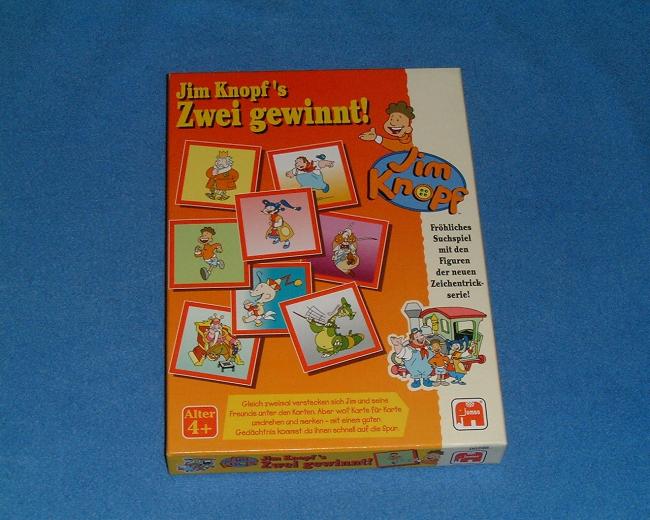 Jim Knopf's
Zwei gewinnt!
Jim
Knopf
Fröhliches
Suchspiel
mit den
Figuren
der neuen
Zeichentrick-
serie!
Alter
4+
Gleich zweimal verstecken sich Jim und seine
Freunde unter den Karten. Aber wo? Karte für Karte
umdrehen und merken - mit einem guten
Gedächtnis kommst du ihnen schnell auf die Spur.
Jumbo
Jim Knopf's
Zwei gewinnt!